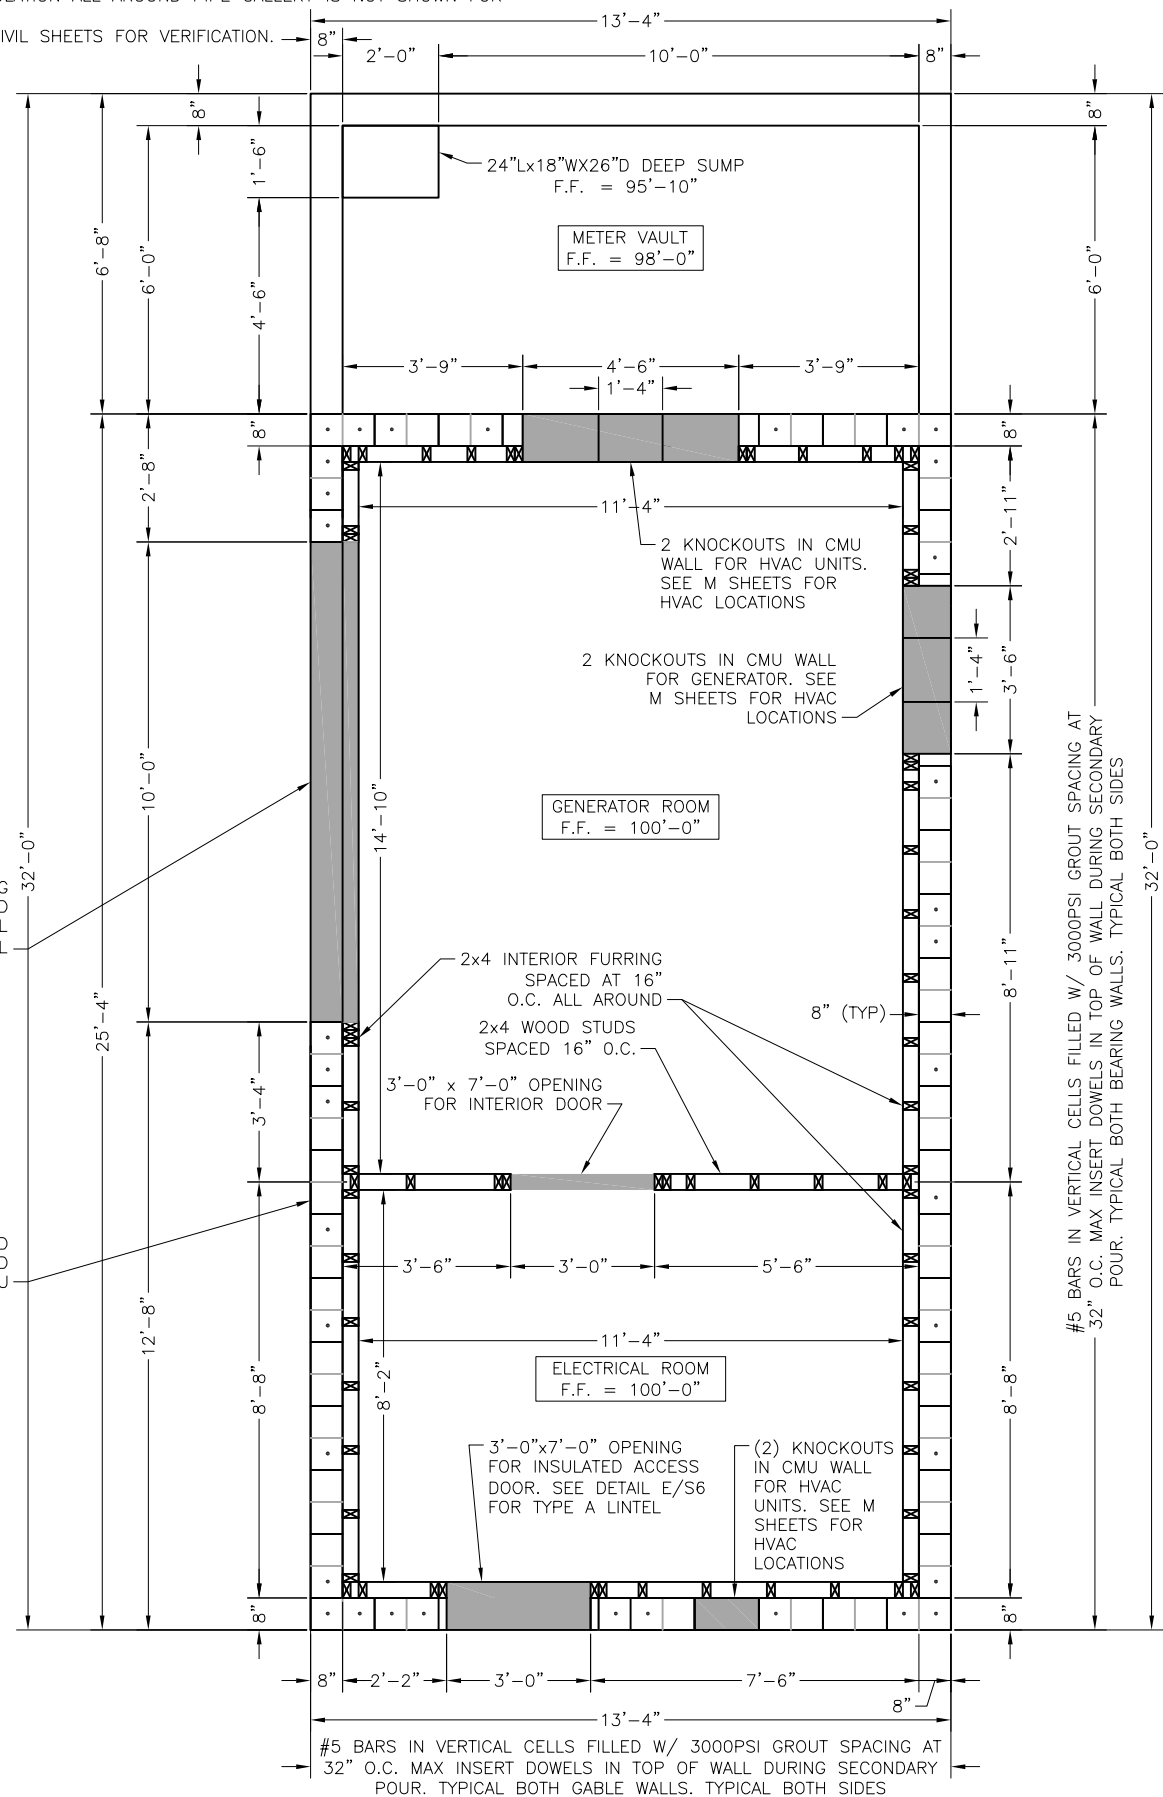 ALL AROUND PIPE GALLERY IS NOT SHOWN FOR
13'-4"
SHEETS FOR VERIFICATION.
8"
2'-0"
10'-0"
8"
8"
8"
1'-6"
24"Lx18"WX26"D DEEP SUMP
F.F. = 95'-10"
METER VAULT
F.F. = 98'-0"
6'-8"
6'-0"
4'-6"
6'-0"
3'-9"
4'-6"
3'-9"
1'-4"
8"
8"
2'-8"
11'-4"
2'-11"
2 KNOCKOUTS IN CMU
WALL FOR HVAC UNITS.
SEE M SHEETS FOR
HVAC LOCATIONS
2 KNOCKOUTS IN CMU WALL
FOR GENERATOR. SEE
M SHEETS FOR HVAC
LOCATIONS
1'-4"
3'-6"
10'-0"
14'-10"
GENERATOR ROOM
F.F. = 100'-0"
32'-0"
32'-0"
25'-4"
8'-11"
2x4 INTERIOR FURRING
SPACED AT 16"
O.C. ALL AROUND
8" (TYP)
2x4 WOOD STUDS
SPACED 16" O.C.
3'-0" x 7'-0" OPENING
FOR INTERIOR DOOR
3'-4"
#5 BARS IN VERTICAL CELLS FILLED W/ 3000PSI GROUT SPACING AT
32" O.C. MAX INSERT DOWELS IN TOP OF WALL DURING SECONDARY
POUR. TYPICAL BOTH BEARING WALLS. TYPICAL BOTH SIDES
3'-6"
3'-0"
5'-6"
12'-8"
11'-4"
8'-8"
8'-2"
8'-8"
ELECTRICAL ROOM
F.F. = 100'-0"
3'-0"x7'-0" OPENING
FOR INSULATED ACCESS
DOOR. SEE DETAIL E/S6
FOR TYPE A LINTEL
(2) KNOCKOUTS
IN CMU WALL
FOR HVAC
UNITS. SEE M
SHEETS FOR
HVAC
LOCATIONS
8"
8"
8"
2'-2"
3'-0"
7'-6"
8"
13'-4"
#5 BARS IN VERTICAL CELLS FILLED W/ 3000PSI GROUT SPACING AT
32" O.C. MAX INSERT DOWELS IN TOP OF WALL DURING SECONDARY
POUR. TYPICAL BOTH GABLE WALLS. TYPICAL BOTH SIDES